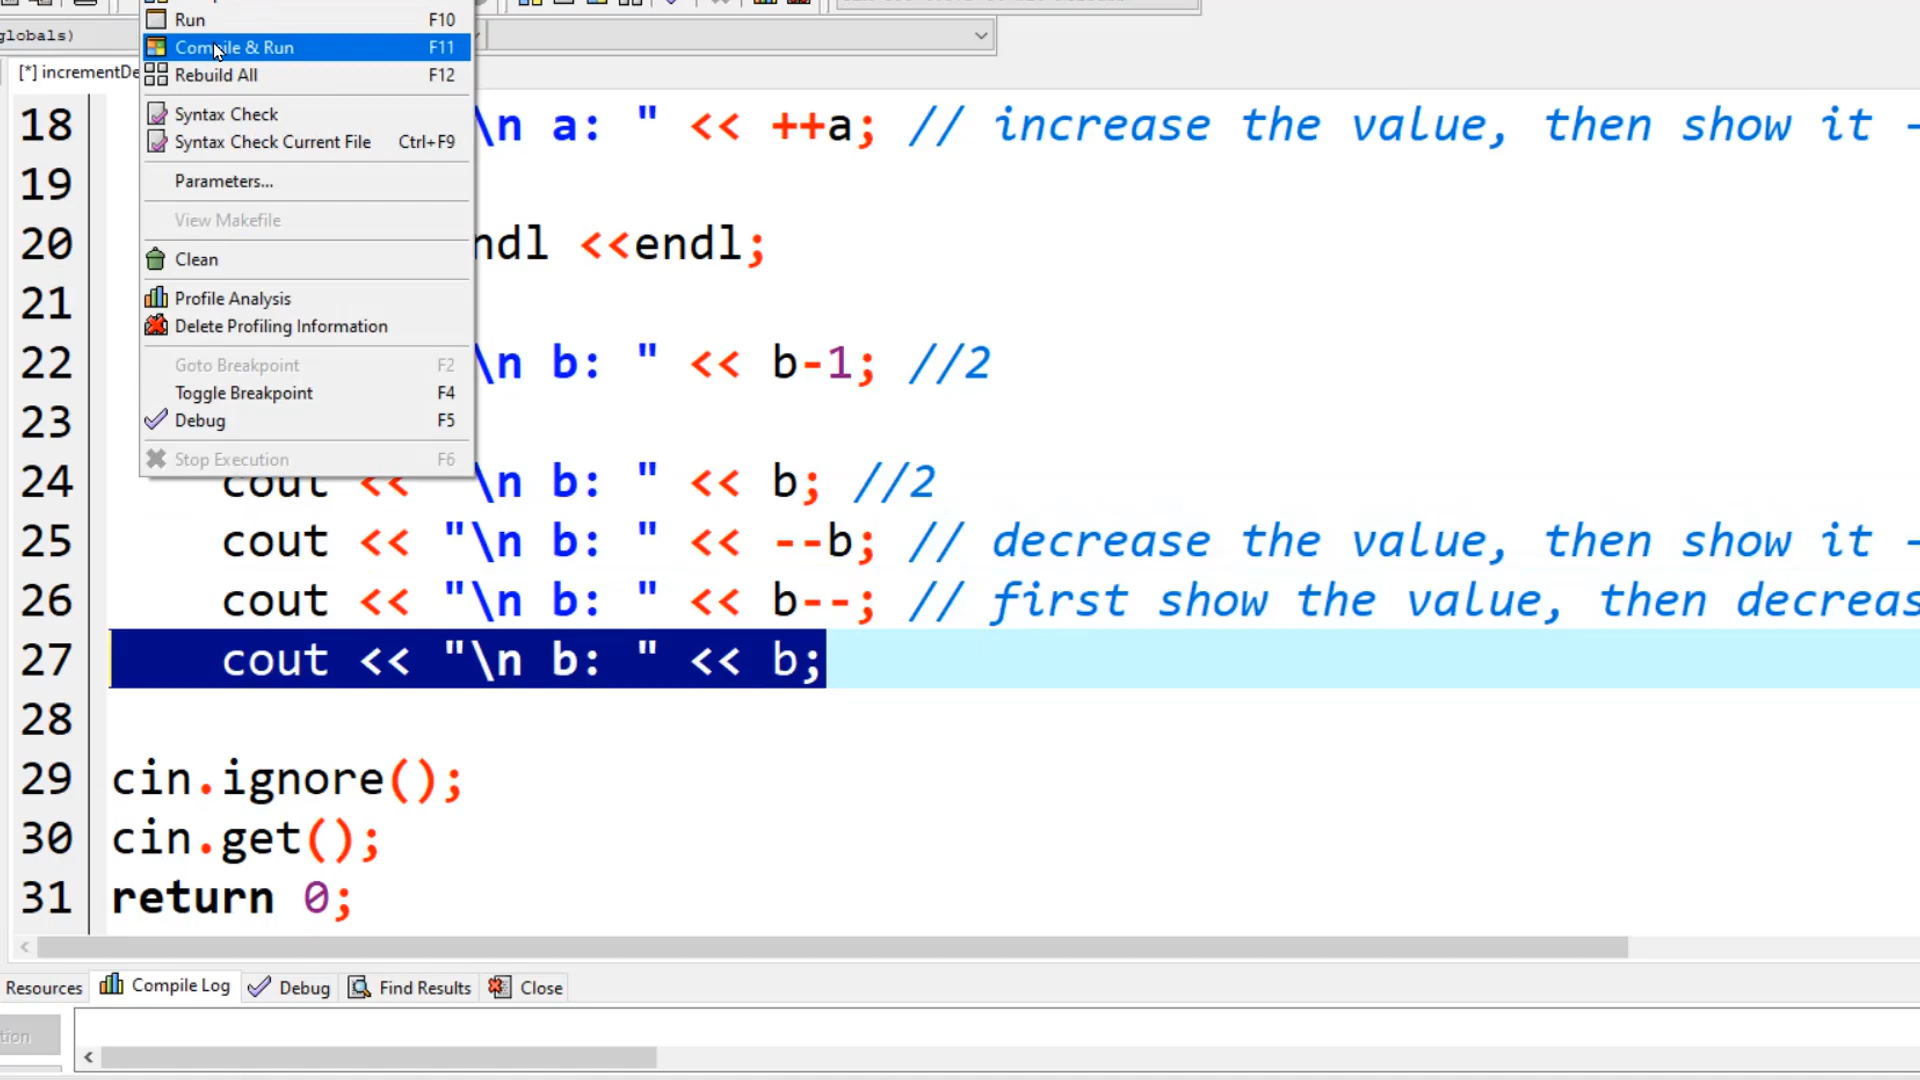 Run F10
globals)
Compile & Run F11
[*] incrementDe
Rebuild All F12
Syntax Check
Syntax Check Current File Ctrl+F9
Parameters...
View Makefile
Clean
Profile Analysis
Delete Profiling Information
Goto Breakpoint F2
Toggle Breakpoint F4
Debug F5
Stop Execution F6
18 \n a: " << ++a; // increase the value, then show it -
19
20 ndl <<endl;
21
22 \n b: " << b-1; //2
23
24 cout << \n b: " << b; //2
25 cout << "\n b: " << --b; // decrease the value, then show it -
26 cout << "\n b: " << b--; // first show the value, then decreas
27 cout << "\n b: " << b;
28
29 cin.ignore();
30 cin.get();
31 return 0;
Resources Compile Log Debug Find Results Close
tion